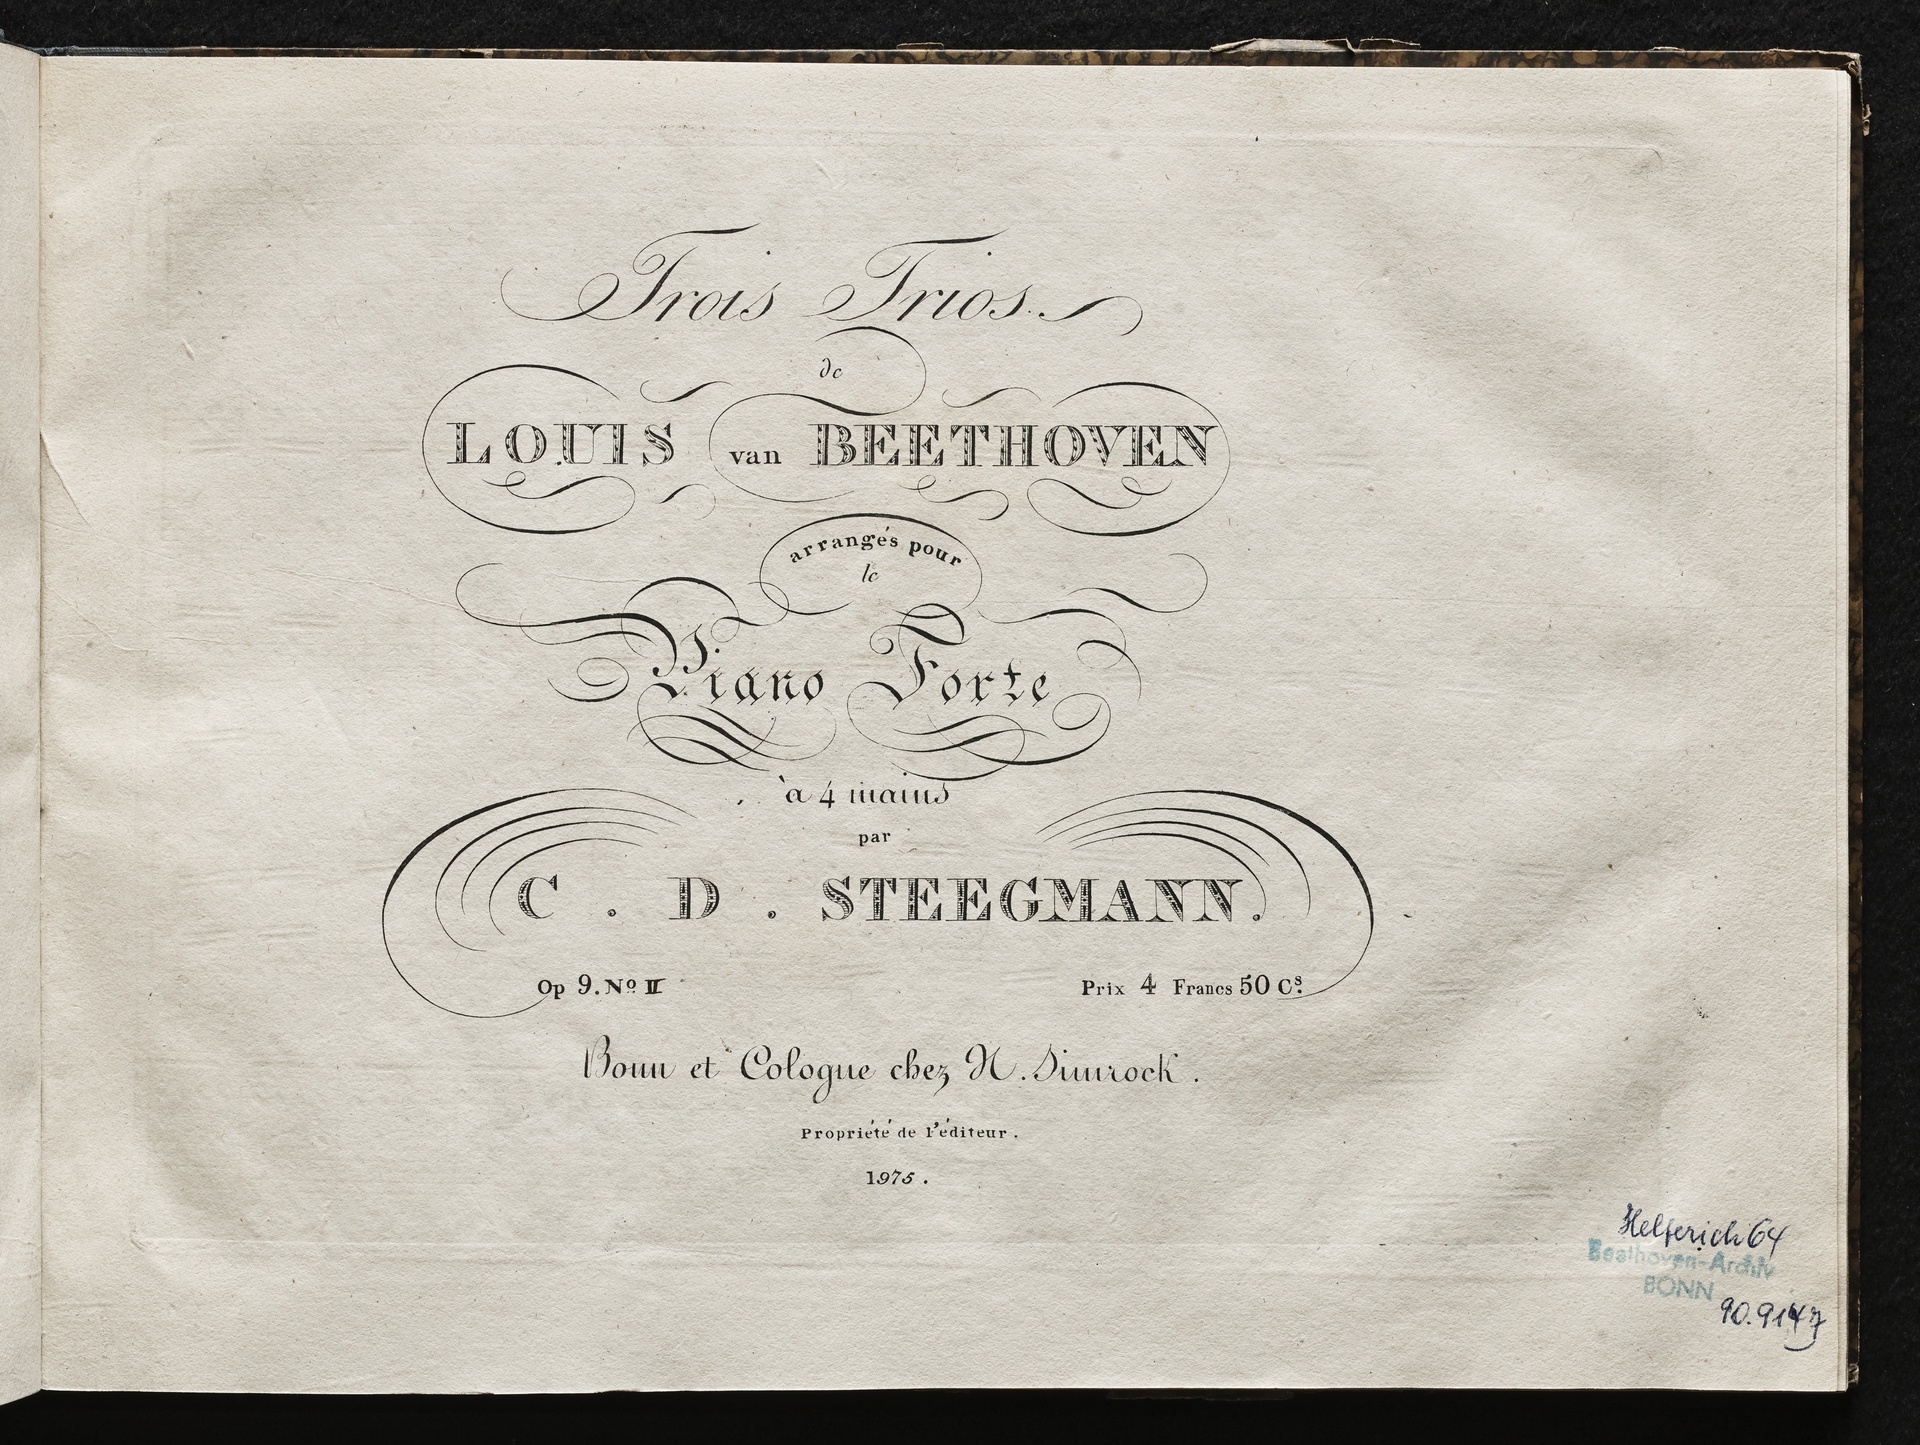 Trois Trios.
de
LOUIS van BEETHOVEN
arrangés pour
le
Piano Forte
à 4 mains
par
C. D. STEEGMANN.
Op 9. No II
Prix 4 Francs 50 Cs.
Bonn et Cologne chez N. Simrock.
Propriété de l'éditeur.
1975.
Helferich 64
Beethoven-Archiv
BONN
90.9147